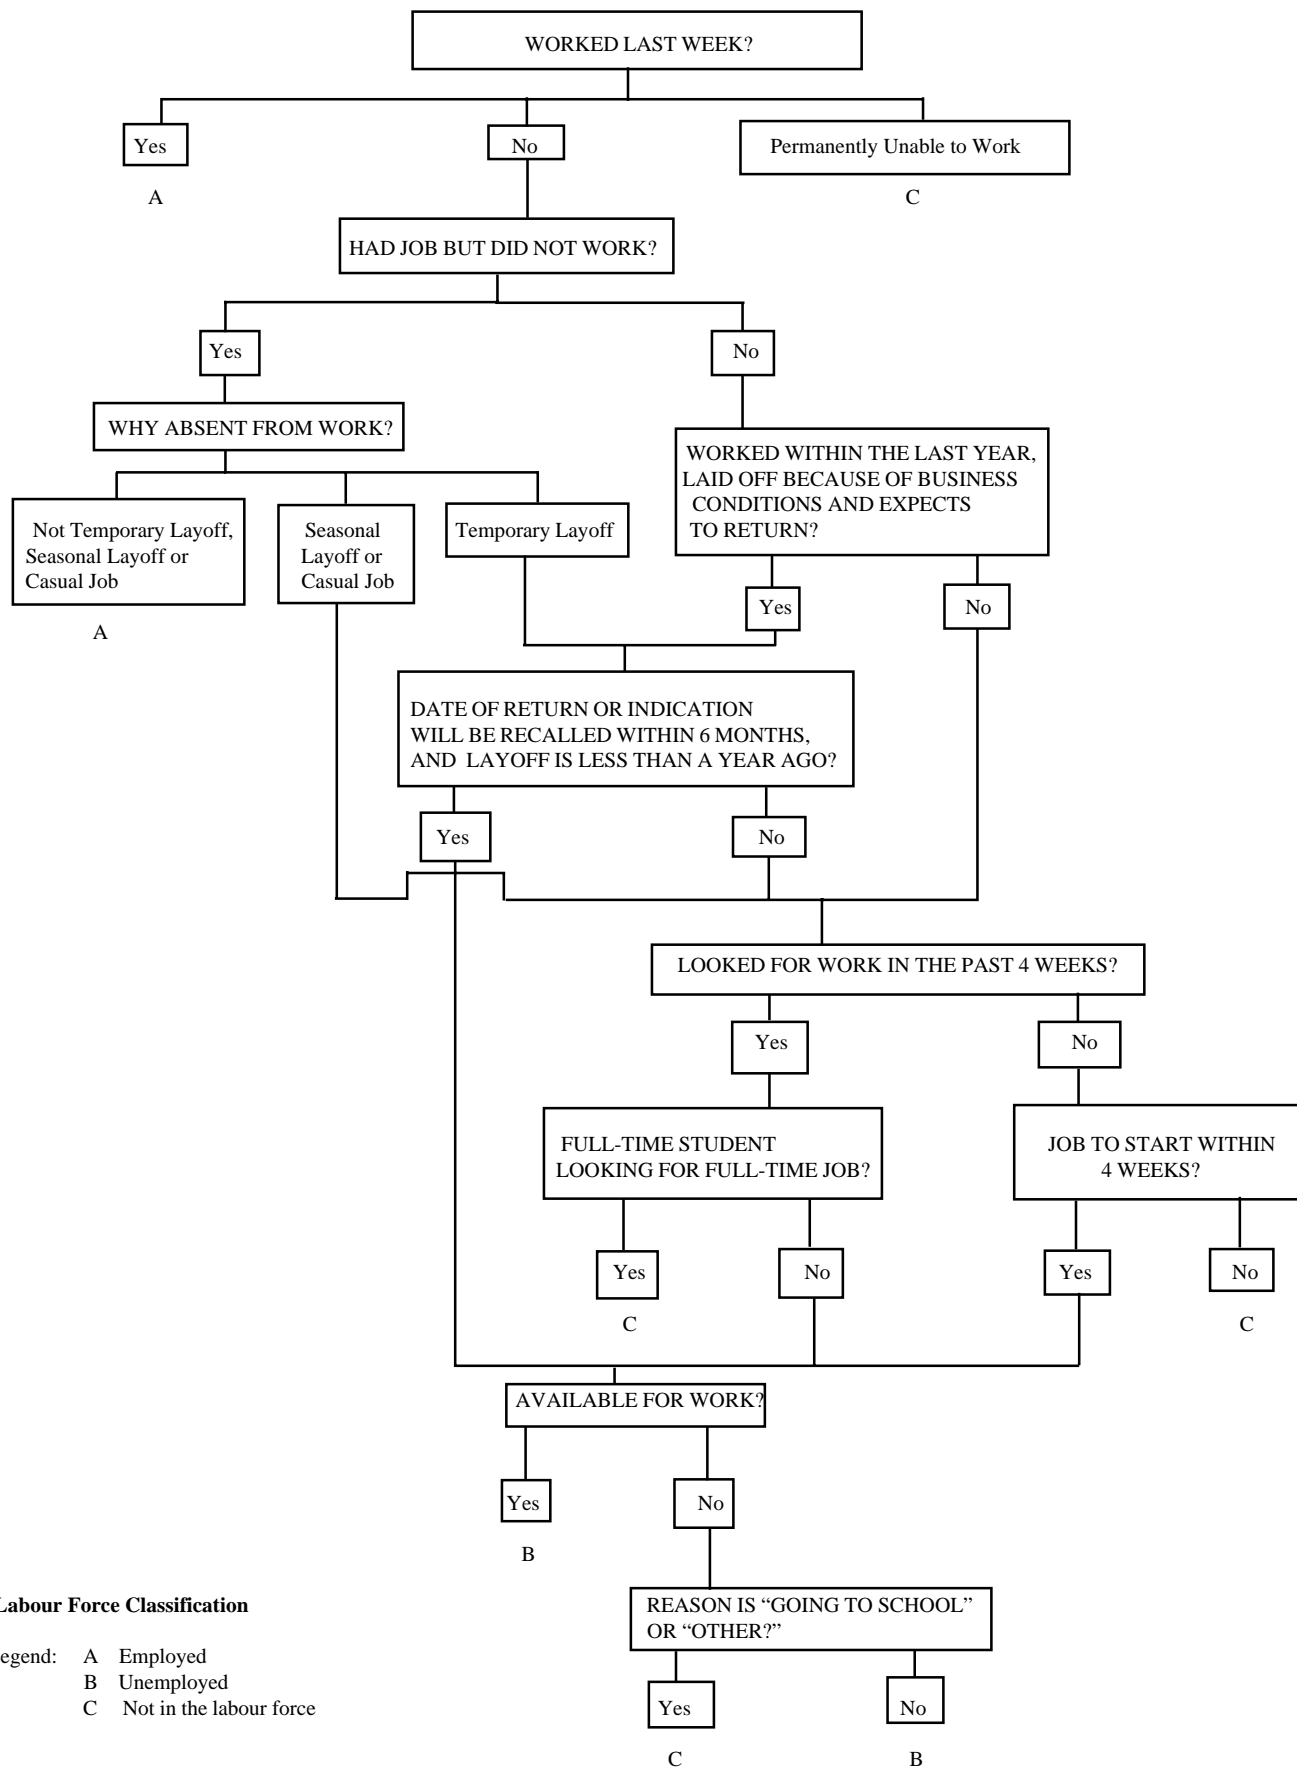 WORKED LAST WEEK?
Yes
No
Permanently Unable to Work
A
C
HAD JOB BUT DID NOT WORK?
Yes
No
WHY ABSENT FROM WORK?
WORKED WITHIN THE LAST YEAR,
LAID OFF BECAUSE OF BUSINESS
CONDITIONS AND EXPECTS
TO RETURN?
Not Temporary Layoff,
Seasonal Layoff or
Casual Job
Seasonal
Layoff or
Casual Job
Temporary Layoff
A
Yes
No
DATE OF RETURN OR INDICATION
WILL BE RECALLED WITHIN 6 MONTHS,
AND LAYOFF IS LESS THAN A YEAR AGO?
Yes
No
LOOKED FOR WORK IN THE PAST 4 WEEKS?
Yes
No
FULL-TIME STUDENT
LOOKING FOR FULL-TIME JOB?
JOB TO START WITHIN
4 WEEKS?
Yes
No
Yes
No
C
C
AVAILABLE FOR WORK?
Yes
No
B
REASON IS “GOING TO SCHOOL”
OR “OTHER?”
Yes
No
C
B
Labour Force Classification
egend: A Employed
B Unemployed
C Not in the labour force